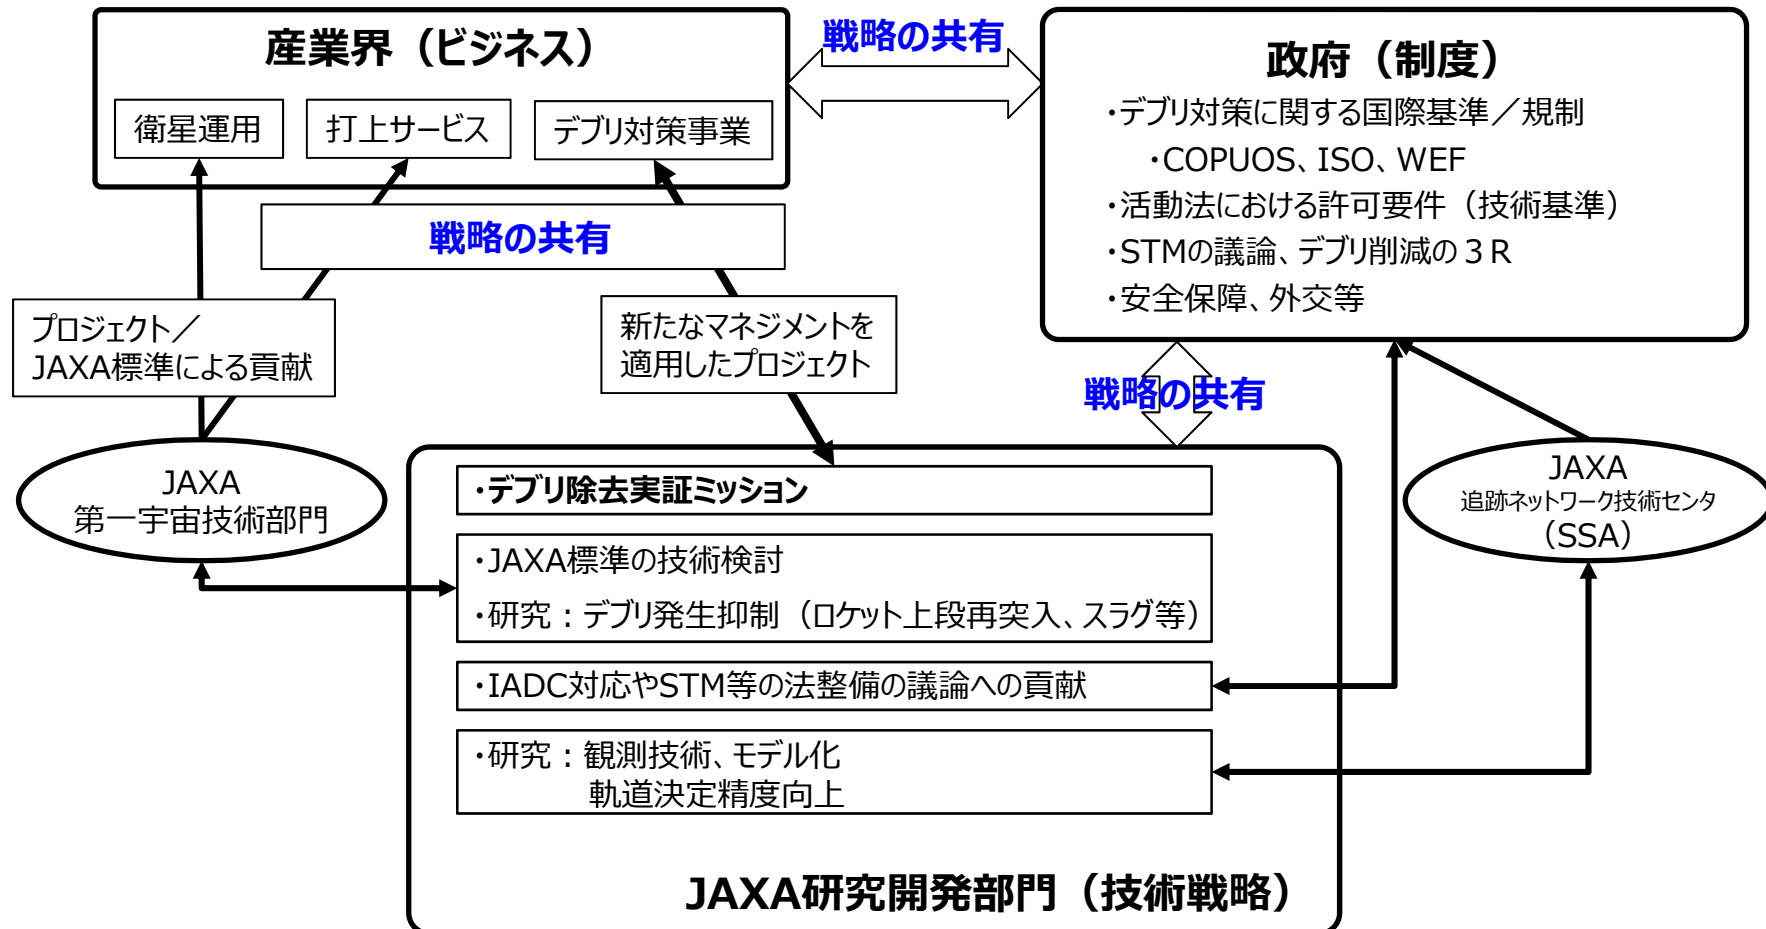 産業界（ビジネス）
衛星運用
打上サービス
デブリ対策事業
戦略の共有
政府（制度）
・デブリ対策に関する国際基準／規制
・COPUOS、ISO、WEF
・活動法における許可要件（技術基準）
・STMの議論、デブリ削減の３R
・安全保障、外交等
戦略の共有
プロジェクト／
JAXA標準による貢献
新たなマネジメントを
適用したプロジェクト
戦略の共有
JAXA
第一宇宙技術部門
・デブリ除去実証ミッション
・JAXA標準の技術検討
・研究：デブリ発生抑制（ロケット上段再突入、スラグ等）
・IADC対応やSTM等の法整備の議論への貢献
・研究：観測技術、モデル化
軌道決定精度向上
JAXA研究開発部門（技術戦略）
JAXA
追跡ネットワーク技術センタ
（SSA）